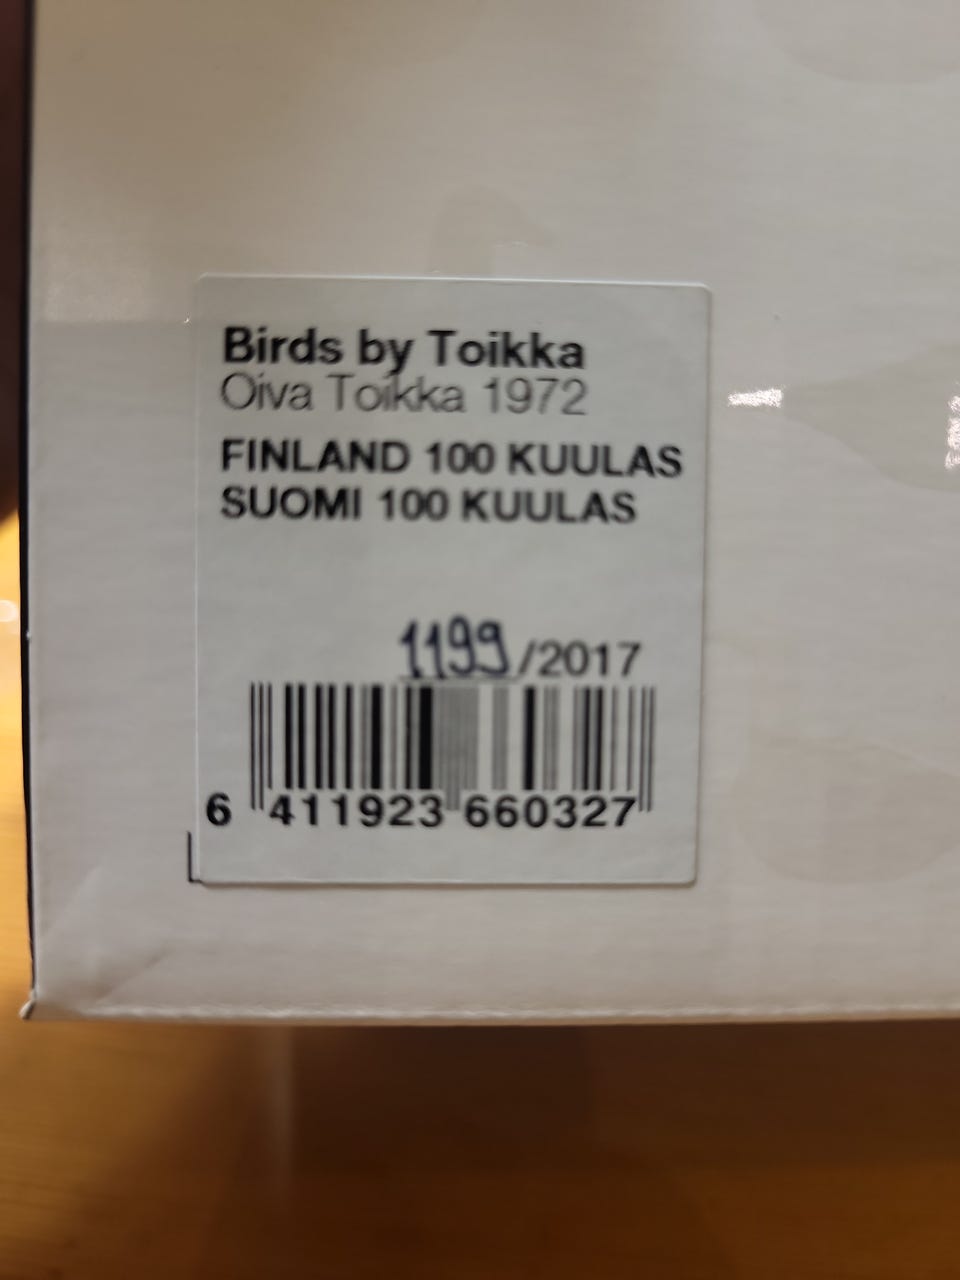 Birds by Toikka
Oiva Toikka 1972
FINLAND 100 KUULAS
SUOMI 100 KUULAS
1199/2017
6 411923 660327